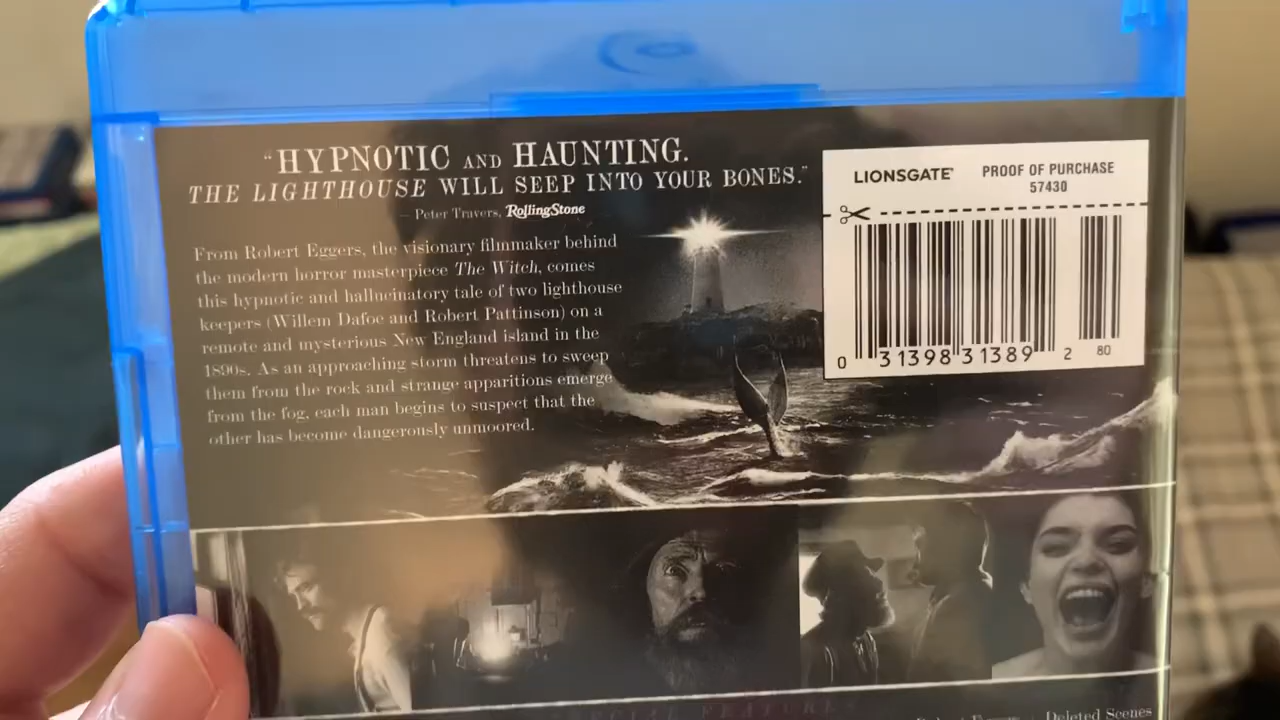 "HYPNOTIC AND HAUNTING.
THE LIGHTHOUSE WILL SEEP INTO YOUR BONES."
– Peter Travers, RollingStone
From Robert Eggers, the visionary filmmaker behind
the modern horror masterpiece The Witch, comes
this hypnotic and hallucinatory tale of two lighthouse
keepers (Willem Dafoe and Robert Pattinson) on a
remote and mysterious New England island in the
1890s. As an approaching storm threatens to sweep
them from the rock and strange apparitions emerge
from the fog, each man begins to suspect that the
other has become dangerously unmoored.
LIONSGATE
PROOF OF PURCHASE
57430
0 31398 31389 2 80
SPECIAL FEATURES
Deleted Scenes